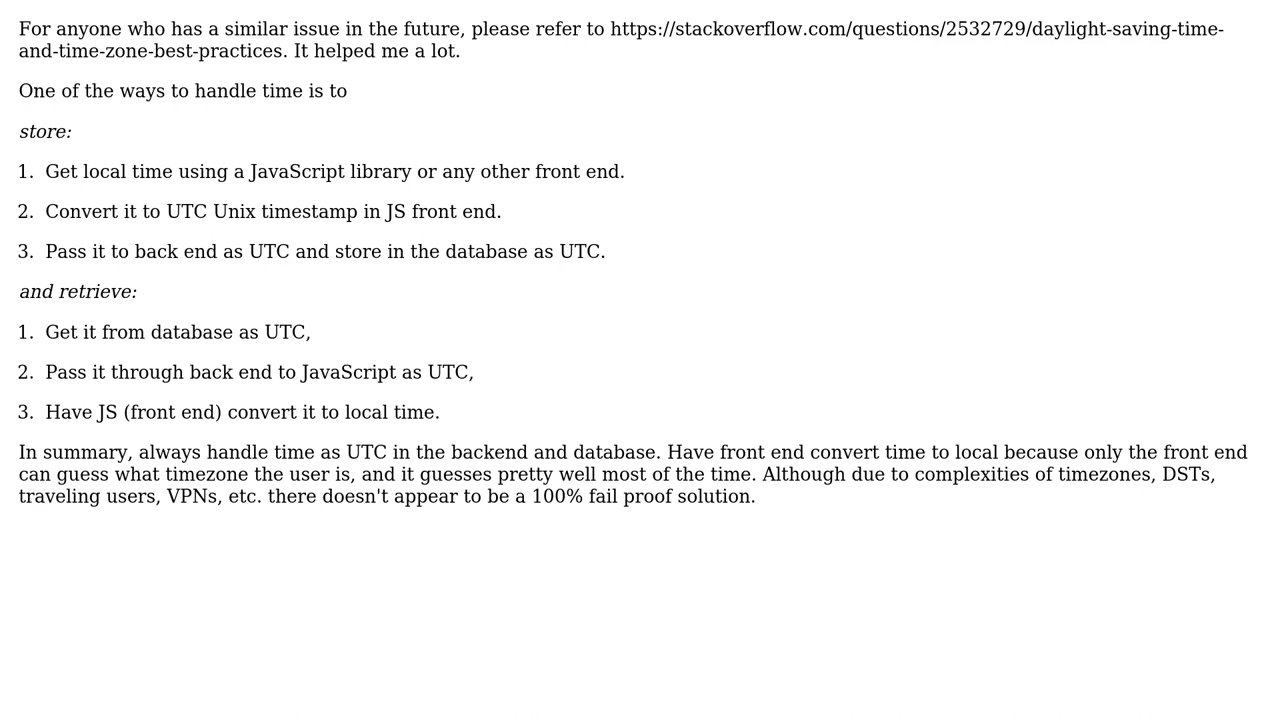 For anyone who has a similar issue in the future, please refer to https://stackoverflow.com/questions/2532729/daylight-saving-time-
and-time-zone-best-practices. It helped me a lot.
One of the ways to handle time is to
store:
1. Get local time using a JavaScript library or any other front end.
2. Convert it to UTC Unix timestamp in JS front end.
3. Pass it to back end as UTC and store in the database as UTC.
and retrieve:
1. Get it from database as UTC,
2. Pass it through back end to JavaScript as UTC,
3. Have JS (front end) convert it to local time.
In summary, always handle time as UTC in the backend and database. Have front end convert time to local because only the front end
can guess what timezone the user is, and it guesses pretty well most of the time. Although due to complexities of timezones, DSTs,
traveling users, VPNs, etc. there doesn't appear to be a 100% fail proof solution.